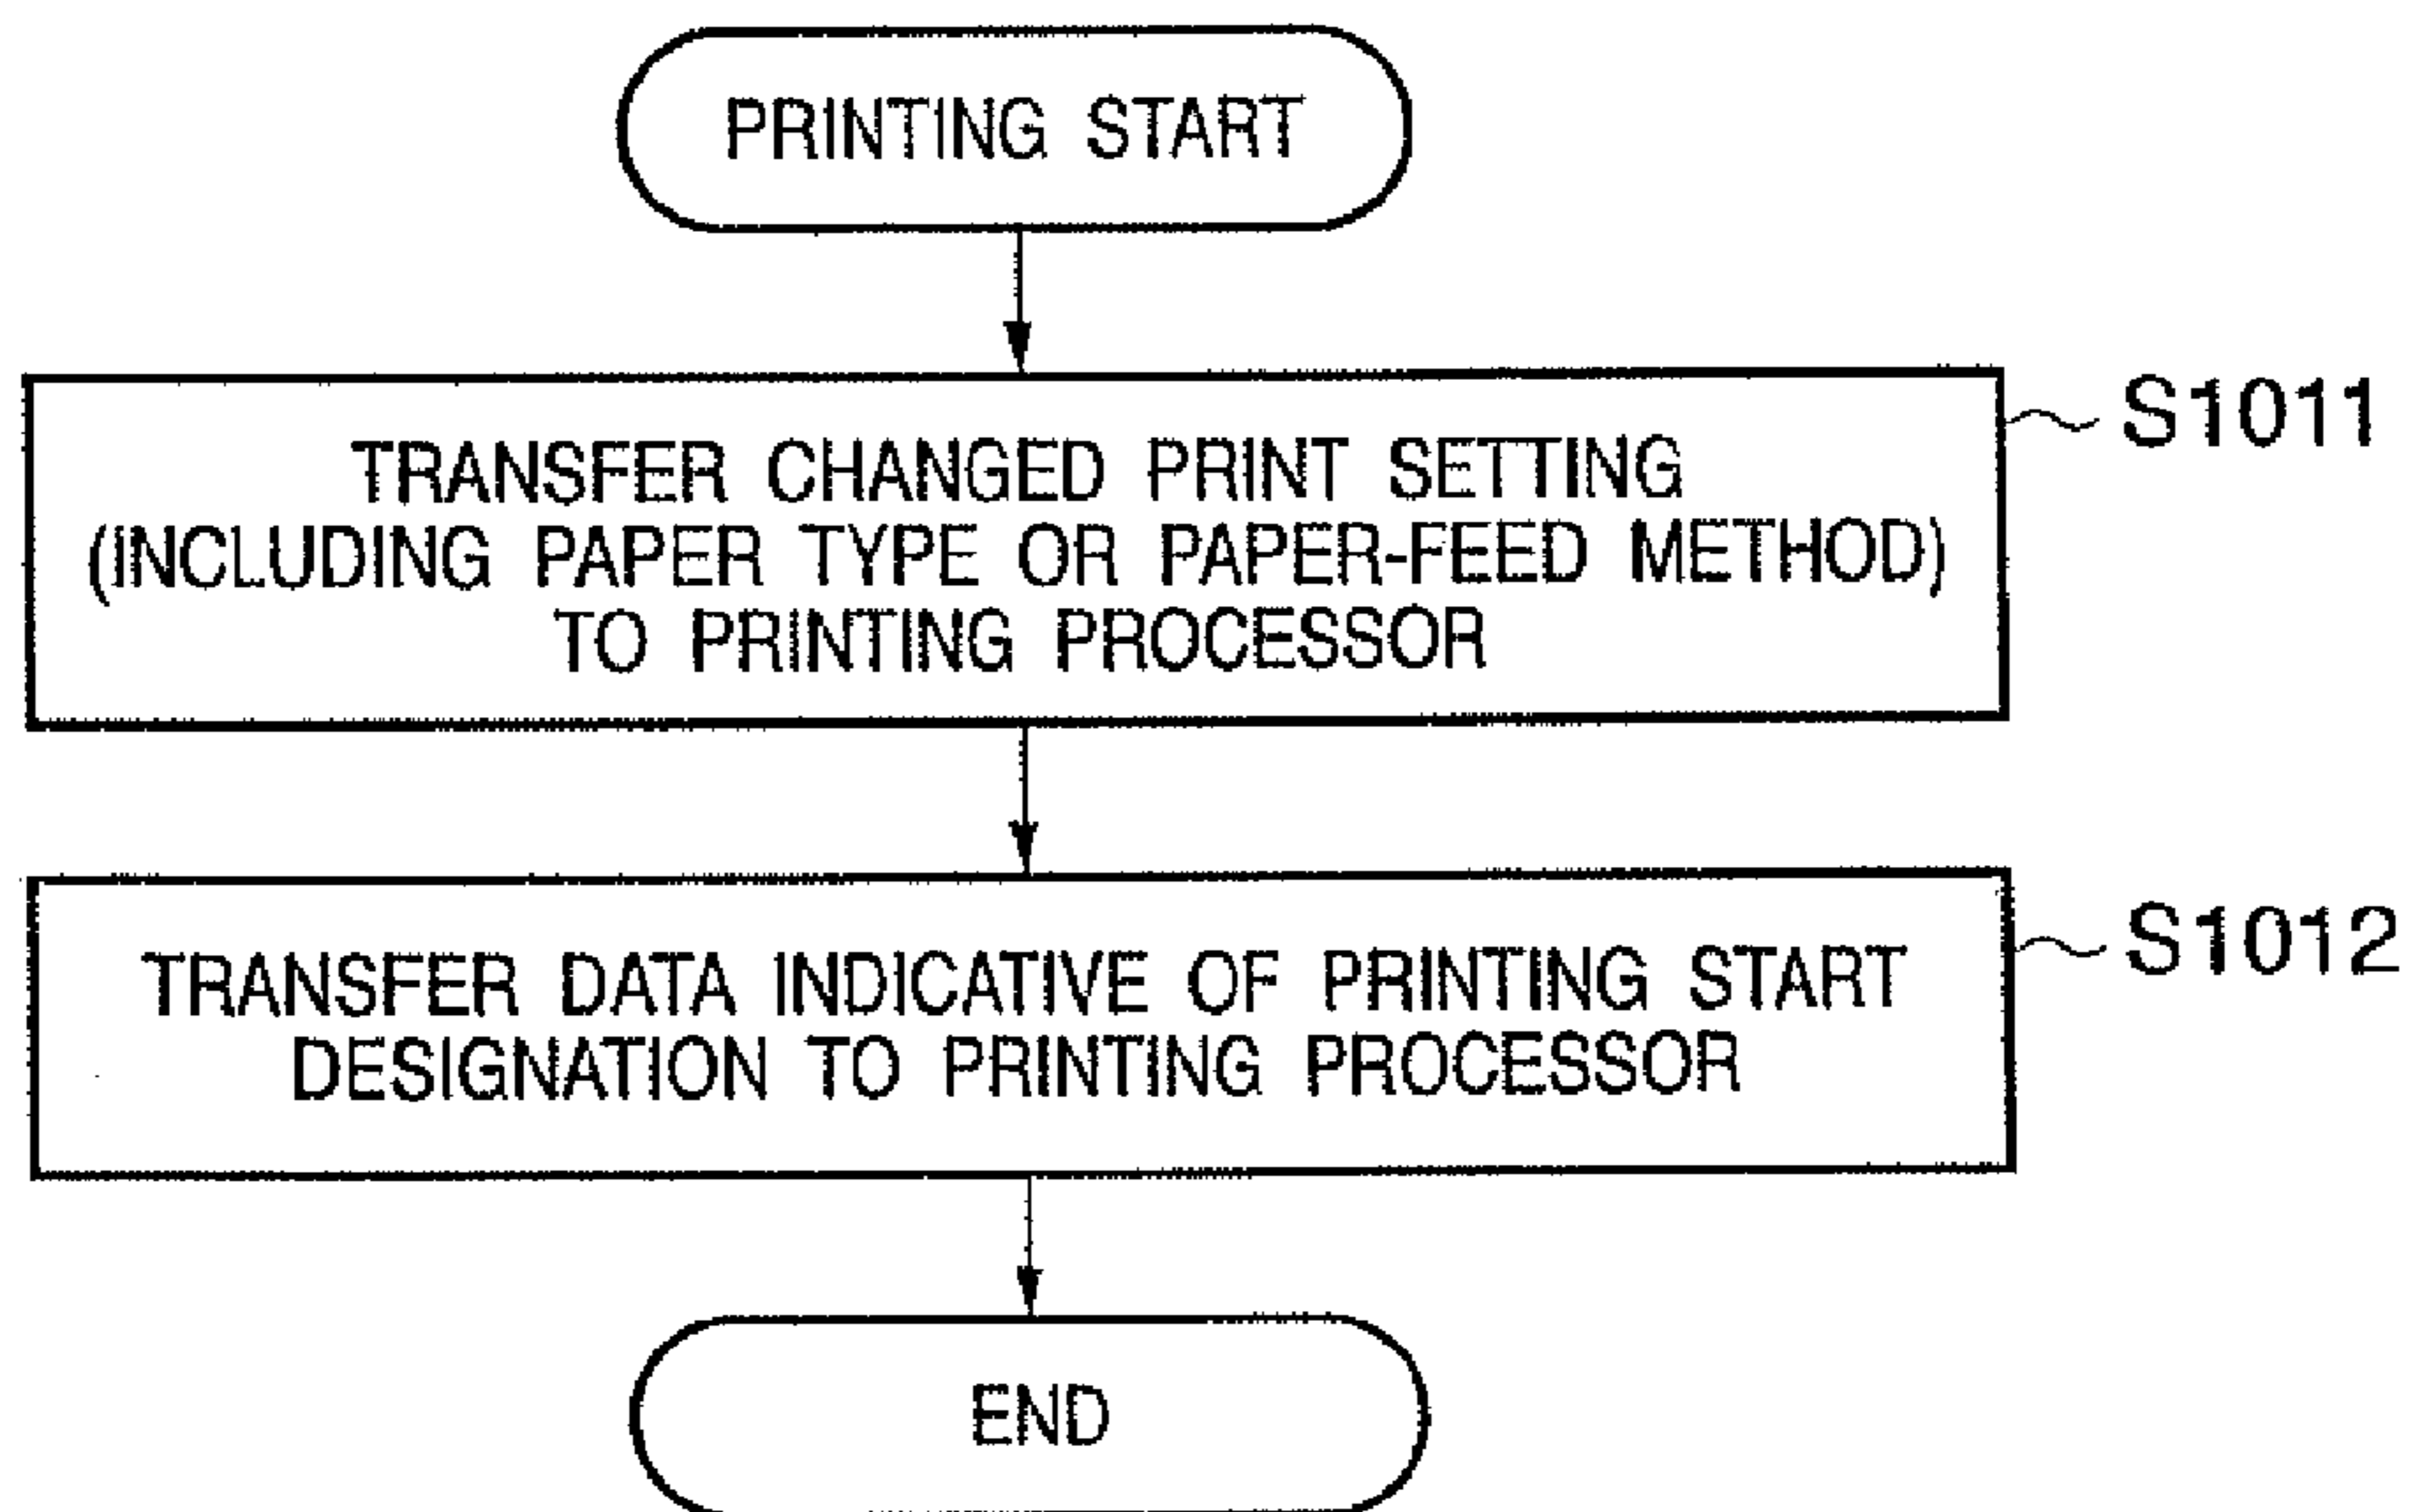 PRINTING START
S1011
TRANSFER CHANGED PRINT SETTING
(INCLUDING PAPER TYPE OR PAPER-FEED METHOD)
TO PRINTING PROCESSOR
S1012
TRANSFER DATA INDICATIVE OF PRINTING START
DESIGNATION TO PRINTING PROCESSOR
END